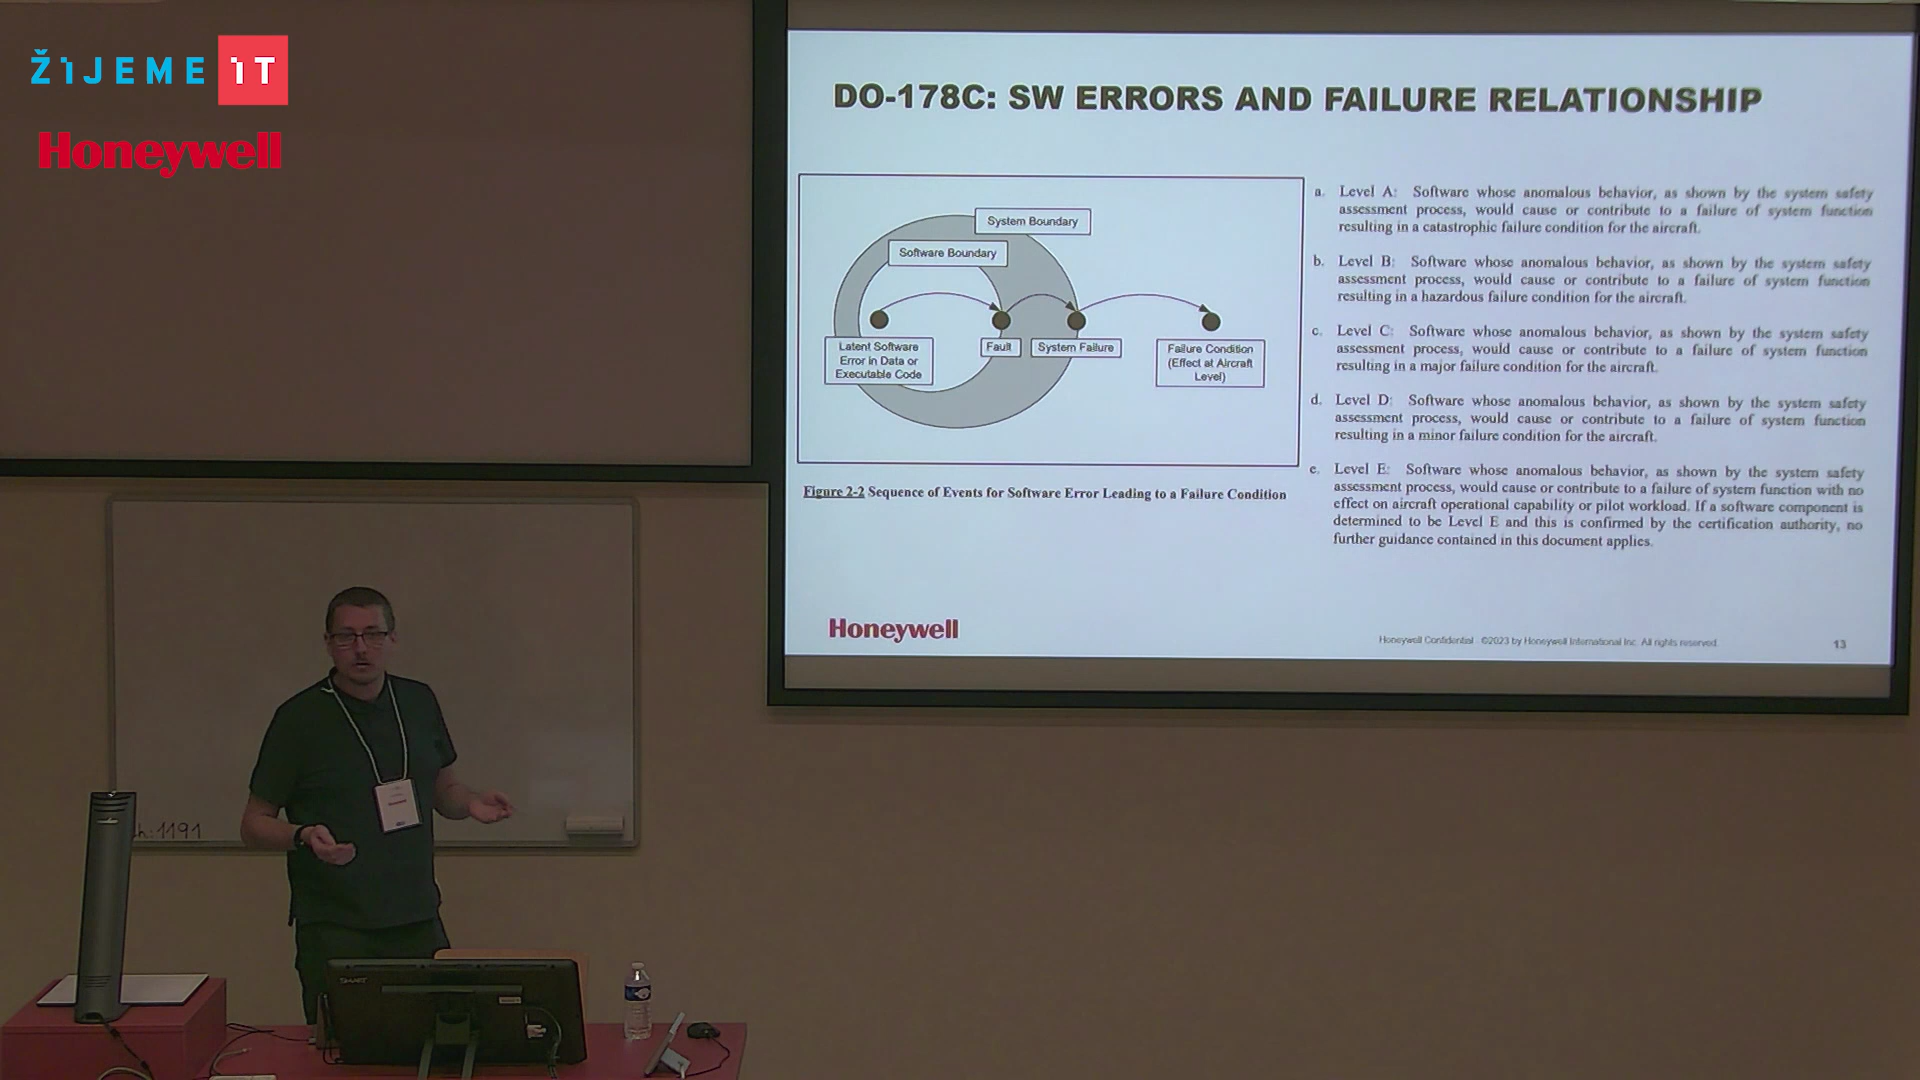 ŽIJEME IT
Honeywell
DO-178C: SW ERRORS AND FAILURE RELATIONSHIP
System Boundary
Software Boundary
Latent Software
Error in Data or
Executable Code
Fault
System Failure
Failure Condition
(Effect at Aircraft
Level)
Figure 2-2 Sequence of Events for Software Error Leading to a Failure Condition
a. Level A: Software whose anomalous behavior, as shown by the system safety
assessment process, would cause or contribute to a failure of system function
resulting in a catastrophic failure condition for the aircraft.
b. Level B: Software whose anomalous behavior, as shown by the system safety
assessment process, would cause or contribute to a failure of system function
resulting in a hazardous failure condition for the aircraft.
c. Level C: Software whose anomalous behavior, as shown by the system safety
assessment process, would cause or contribute to a failure of system function
resulting in a major failure condition for the aircraft.
d. Level D: Software whose anomalous behavior, as shown by the system safety
assessment process, would cause or contribute to a failure of system function
resulting in a minor failure condition for the aircraft.
e. Level E: Software whose anomalous behavior, as shown by the system safety
assessment process, would cause or contribute to a failure of system function with no
effect on aircraft operational capability or pilot workload. If a software component is
determined to be Level E and this is confirmed by the certification authority, no
further guidance contained in this document applies.
Honeywell
Honeywell Confidential - ©2023 by Honeywell International Inc. All rights reserved.
13
h: 1191
SMART